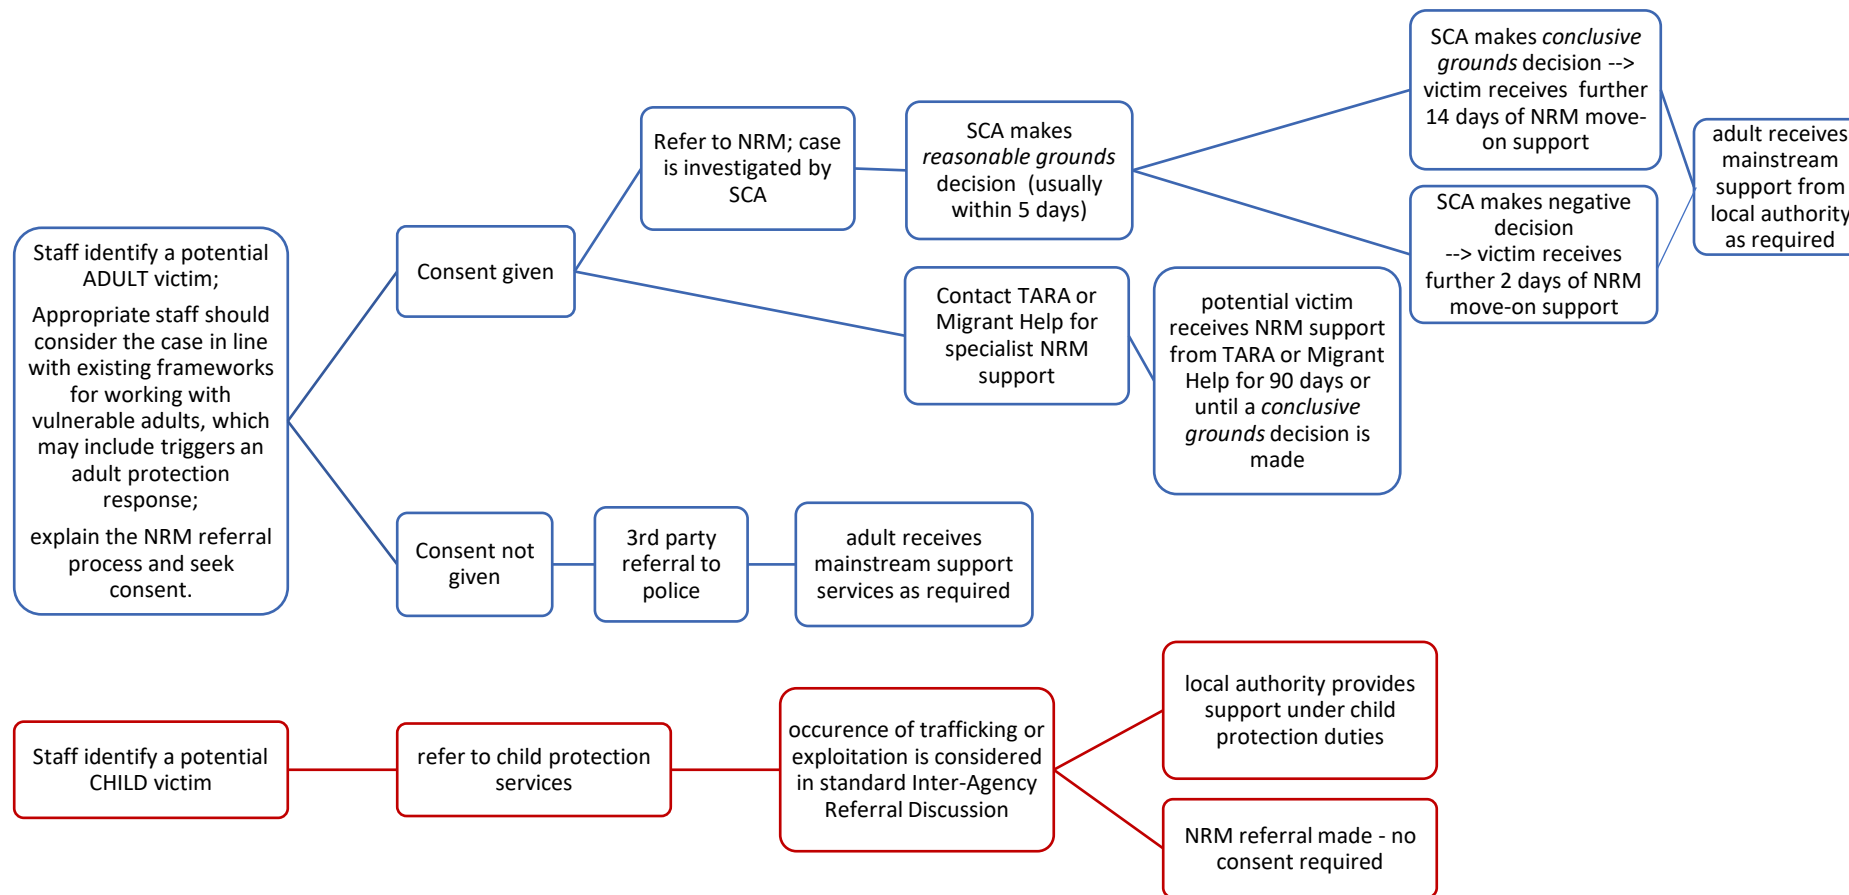 Staff identify a potential
ADULT victim;
Appropriate staff should
consider the case in line
with existing frameworks
for working with
vulnerable adults, which
may include triggers an
adult protection
response;
explain the NRM referral
process and seek
consent.
Consent given
Refer to NRM; case
is investigated by
SCA
SCA makes
reasonable grounds
decision (usually
within 5 days)
SCA makes conclusive
grounds decision -->
victim receives further
14 days of NRM move-
on support
SCA makes negative
decision
--> victim receives
further 2 days of NRM
move-on support
adult receives
mainstream
support from
local authority
as required
Contact TARA or
Migrant Help for
specialist NRM
support
potential victim
receives NRM support
from TARA or Migrant
Help for 90 days or
until a conclusive
grounds decision is
made
Consent not
given
3rd party
referral to
police
adult receives
mainstream support
services as required
Staff identify a potential
CHILD victim
refer to child protection
services
occurence of trafficking or
exploitation is considered
in standard Inter-Agency
Referral Discussion
local authority provides
support under child
protection duties
NRM referral made - no
consent required